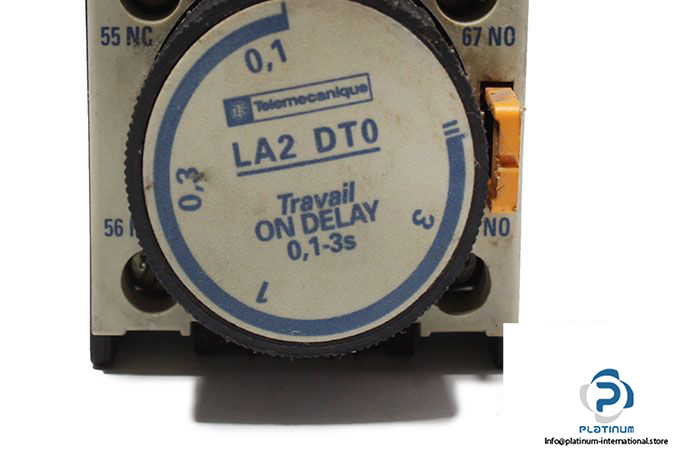 55 NC
67 NO
0,1
Telemecanique
LA2 DT0
0,3
Travail
ON DELAY
0,1-3s
3
1
56
NO
PLATINUM
Info@platinum-international.store